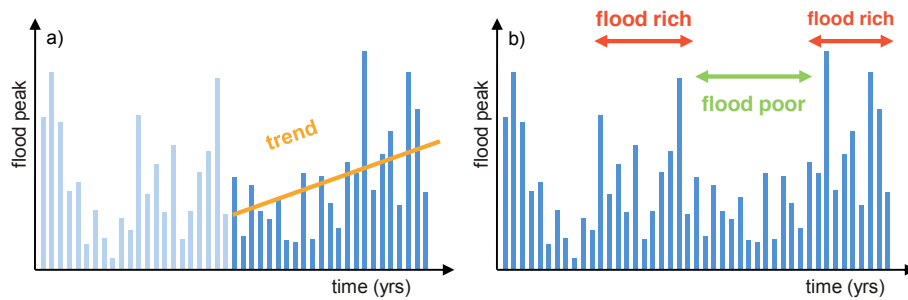 a)
flood peak
trend
time (yrs)
b)
flood rich
flood rich
flood poor
flood peak
time (yrs)